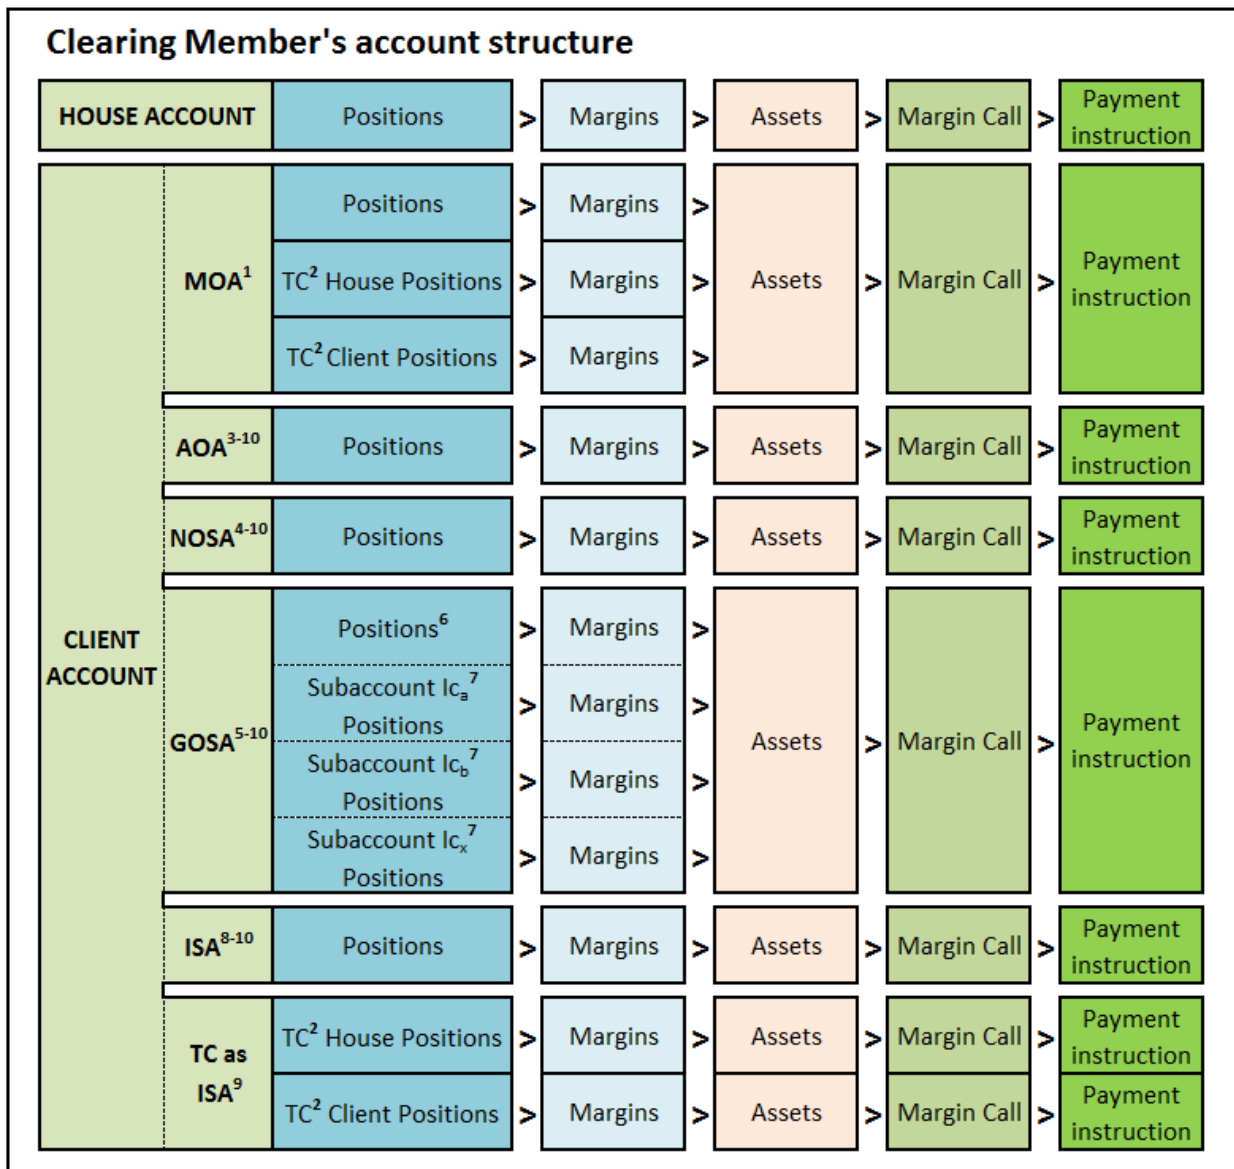 Clearing Member's account structure
HOUSE ACCOUNT Positions > Margins > Assets > Margin Call > Payment
instruction
CLIENT
ACCOUNT
MOA¹
Positions > Margins >
TC² House Positions > Margins > Assets > Margin Call > Payment
instruction
TC² Client Positions > Margins >
AOA³⁻¹⁰ Positions > Margins > Assets > Margin Call > Payment
instruction
NOSA⁴⁻¹⁰ Positions > Margins > Assets > Margin Call > Payment
instruction
GOSA⁵⁻¹⁰
Positions⁶ > Margins >
Subaccount Icₐ⁷
Positions
> Margins >
Subaccount Ic_b⁷
Positions
> Margins >
Subaccount Icₓ⁷
Positions
> Margins >
Assets > Margin Call > Payment
instruction
ISA⁸⁻¹⁰ Positions > Margins > Assets > Margin Call > Payment
instruction
TC as
ISA⁹
TC² House Positions > Margins > Assets > Margin Call > Payment
instruction
TC² Client Positions > Margins > Assets > Margin Call > Payment
instruction